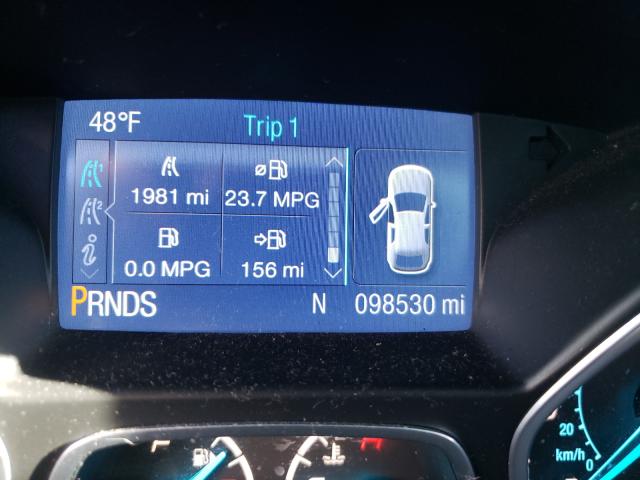 48°F
Trip 1
1981 mi
23.7 MPG
0.0 MPG
156 mi
PRNDS
N
098530 mi
20
km/h
0